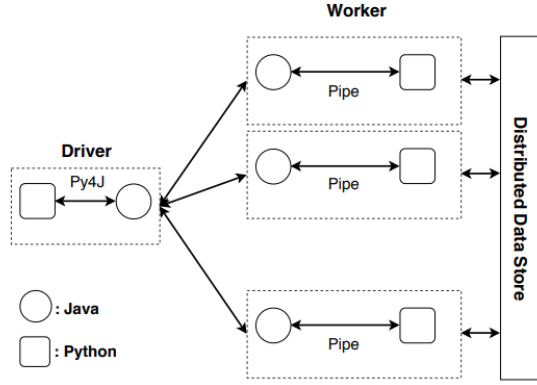 Worker
Pipe
Driver
Py4J
Pipe
Distributed Data Store
: Java
Pipe
: Python